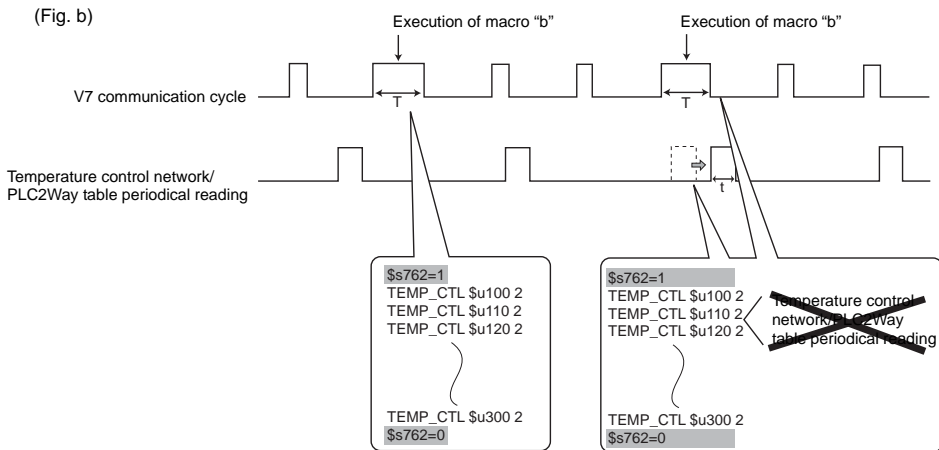 (Fig. b)
Execution of macro “b”
Execution of macro “b”
V7 communication cycle
T
T
Temperature control network/
PLC2Way table periodical reading
t
$s762=1
TEMP_CTL $u100 2
TEMP_CTL $u110 2
TEMP_CTL $u120 2
TEMP_CTL $u300 2
$s762=0
$s762=1
TEMP_CTL $u100 2
TEMP_CTL $u110 2
TEMP_CTL $u120 2
TEMP_CTL $u300 2
$s762=0
Temperature control
network/PLC2Way
table periodical reading